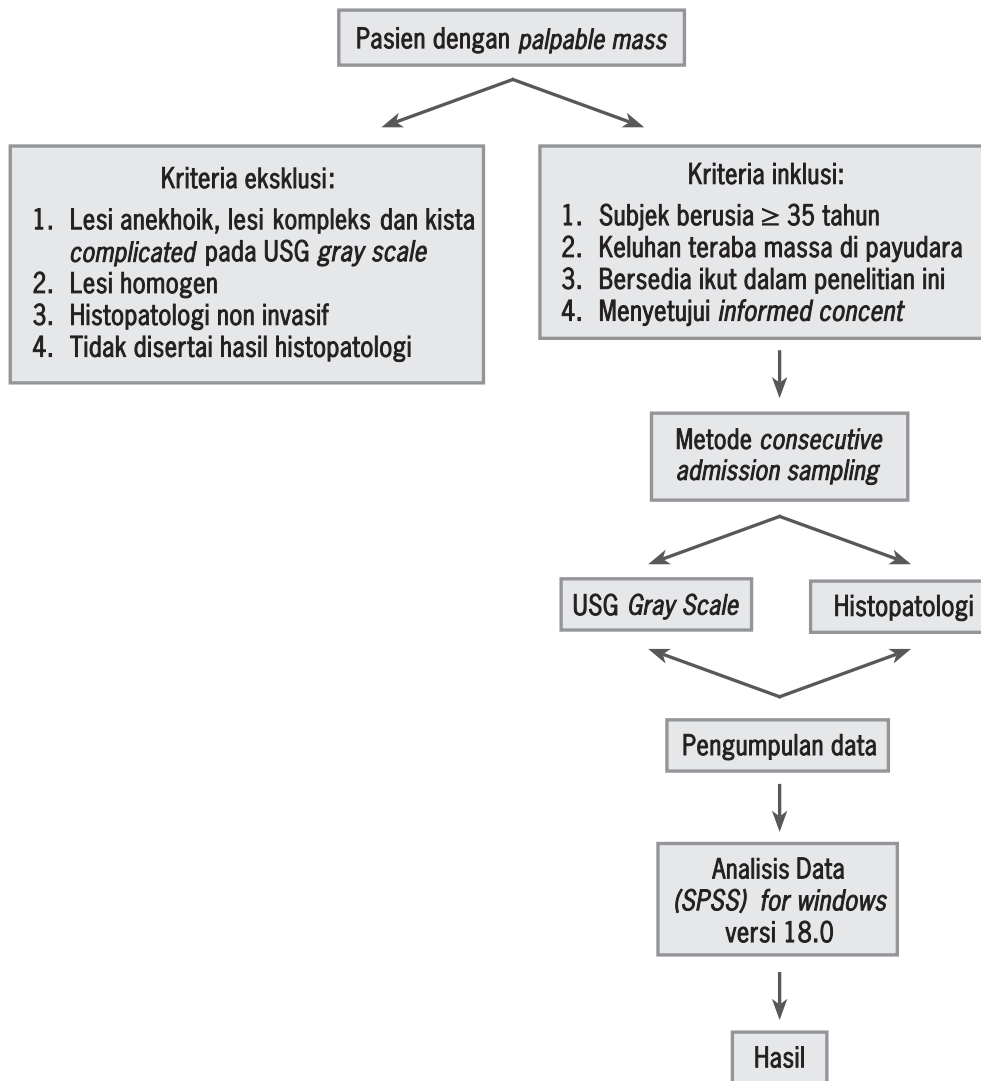 Pasien dengan palpable mass
Kriteria eksklusi:
1. Lesi anekhoik, lesi kompleks dan kista
complicated pada USG gray scale
2. Lesi homogen
3. Histopatologi non invasif
4. Tidak disertai hasil histopatologi
Kriteria inklusi:
1. Subjek berusia ≥ 35 tahun
2. Keluhan teraba massa di payudara
3. Bersedia ikut dalam penelitian ini
4. Menyetujui informed concent
Metode consecutive
admission sampling
USG Gray Scale
Histopatologi
Pengumpulan data
Analisis Data
(SPSS) for windows
versi 18.0
Hasil